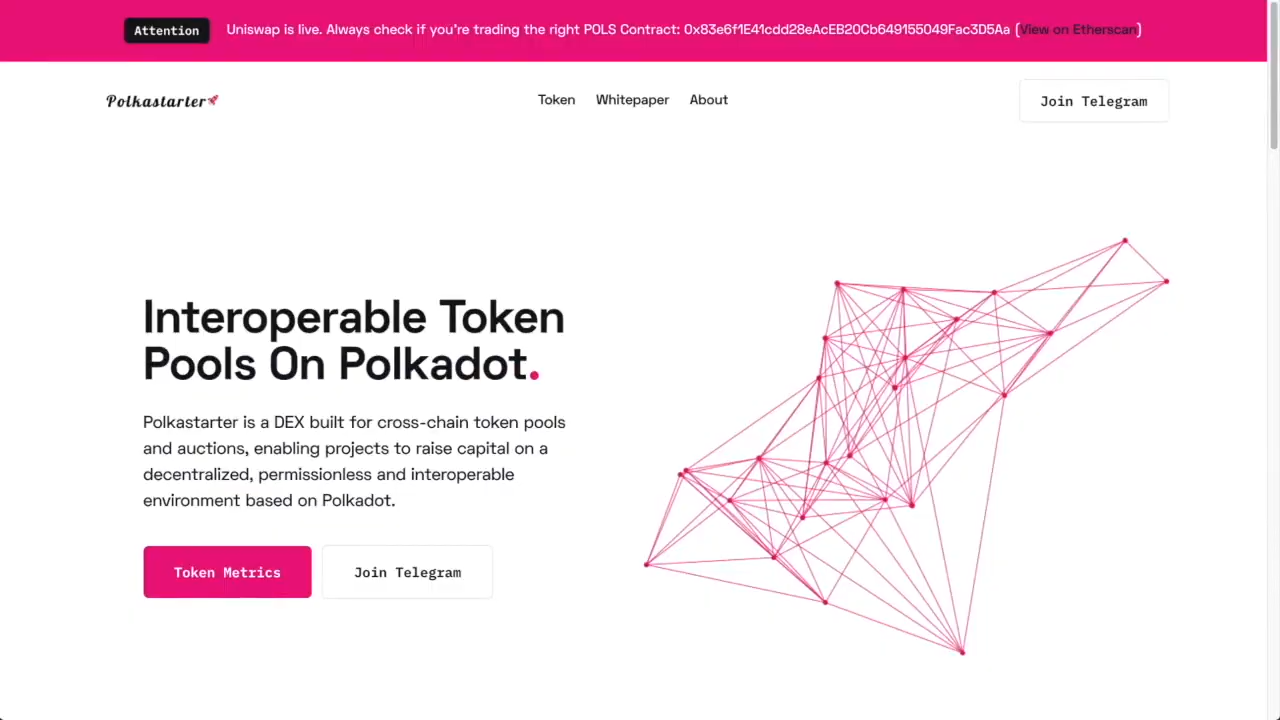 Attention Uniswap is live. Always check if you're trading the right POLS Contract: 0x83e6f1E41cdd28eAcEB20Cb649155049Fac3D5Aa (View on Etherscan)
Polkastarter Token Whitepaper About Join Telegram
Interoperable Token
Pools On Polkadot.
Polkastarter is a DEX built for cross-chain token pools
and auctions, enabling projects to raise capital on a
decentralized, permissionless and interoperable
environment based on Polkadot.
Token Metrics Join Telegram